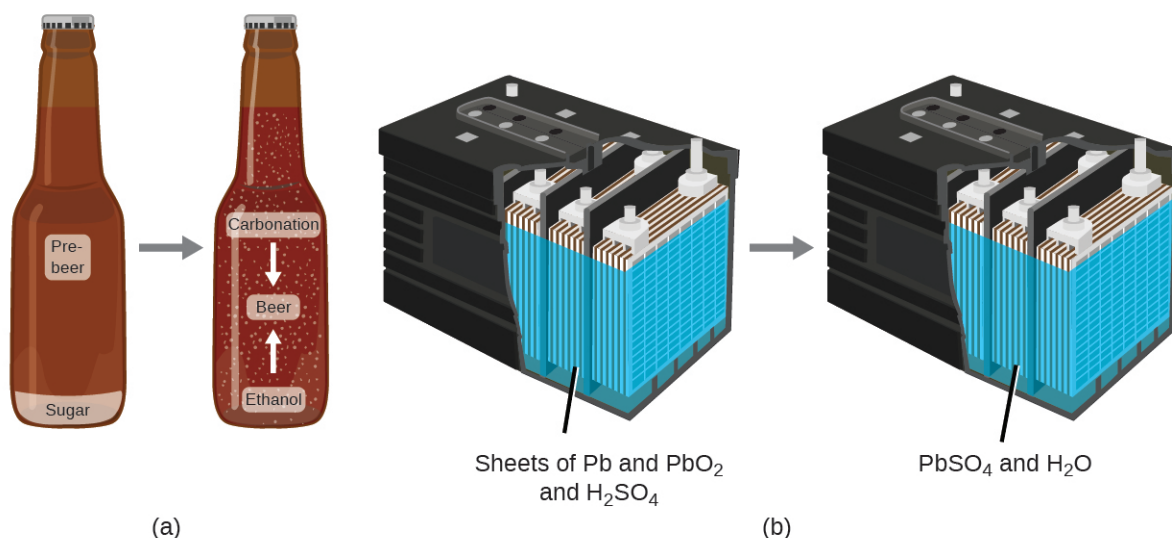 Pre-
beer
Sugar
Carbonation
Beer
Ethanol
(a)
Sheets of Pb and PbO₂
and H₂SO₄
PbSO₄ and H₂O
(b)